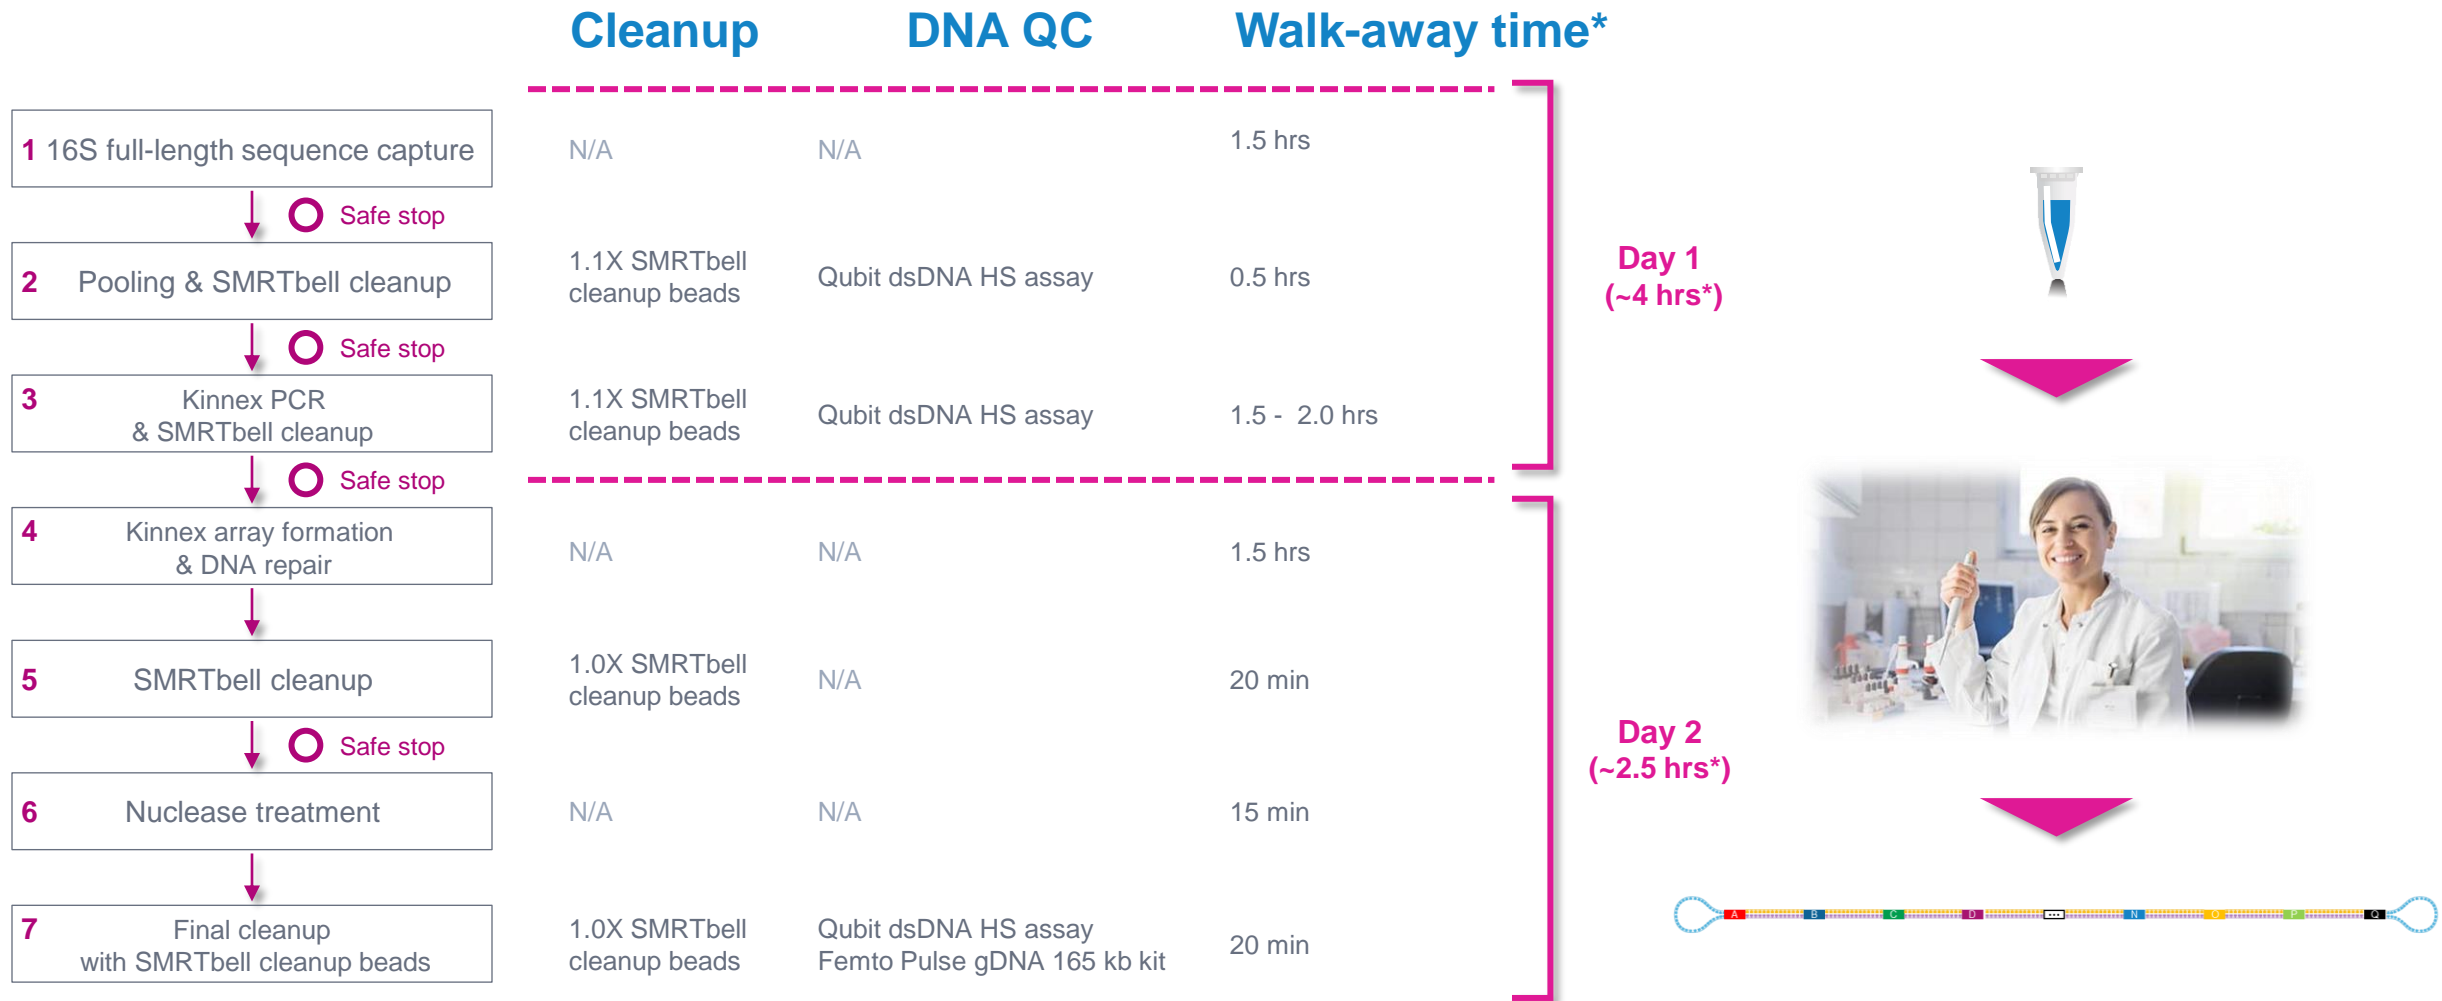 Cleanup DNA QC Walk-away time*
1 16S full-length sequence capture
N/A
N/A
1.5 hrs
Safe stop
2 Pooling & SMRTbell cleanup
1.1X SMRTbell
cleanup beads
Qubit dsDNA HS assay
0.5 hrs
Safe stop
3 Kinnex PCR
& SMRTbell cleanup
1.1X SMRTbell
cleanup beads
Qubit dsDNA HS assay
1.5 - 2.0 hrs
Day 1
(~4 hrs*)
Safe stop
4 Kinnex array formation
& DNA repair
N/A
N/A
1.5 hrs
5 SMRTbell cleanup
1.0X SMRTbell
cleanup beads
N/A
20 min
Safe stop
6 Nuclease treatment
N/A
N/A
15 min
7 Final cleanup
with SMRTbell cleanup beads
1.0X SMRTbell
cleanup beads
Qubit dsDNA HS assay
Femto Pulse gDNA 165 kb kit
20 min
Day 2
(~2.5 hrs*)
A B C D ... N O P Q